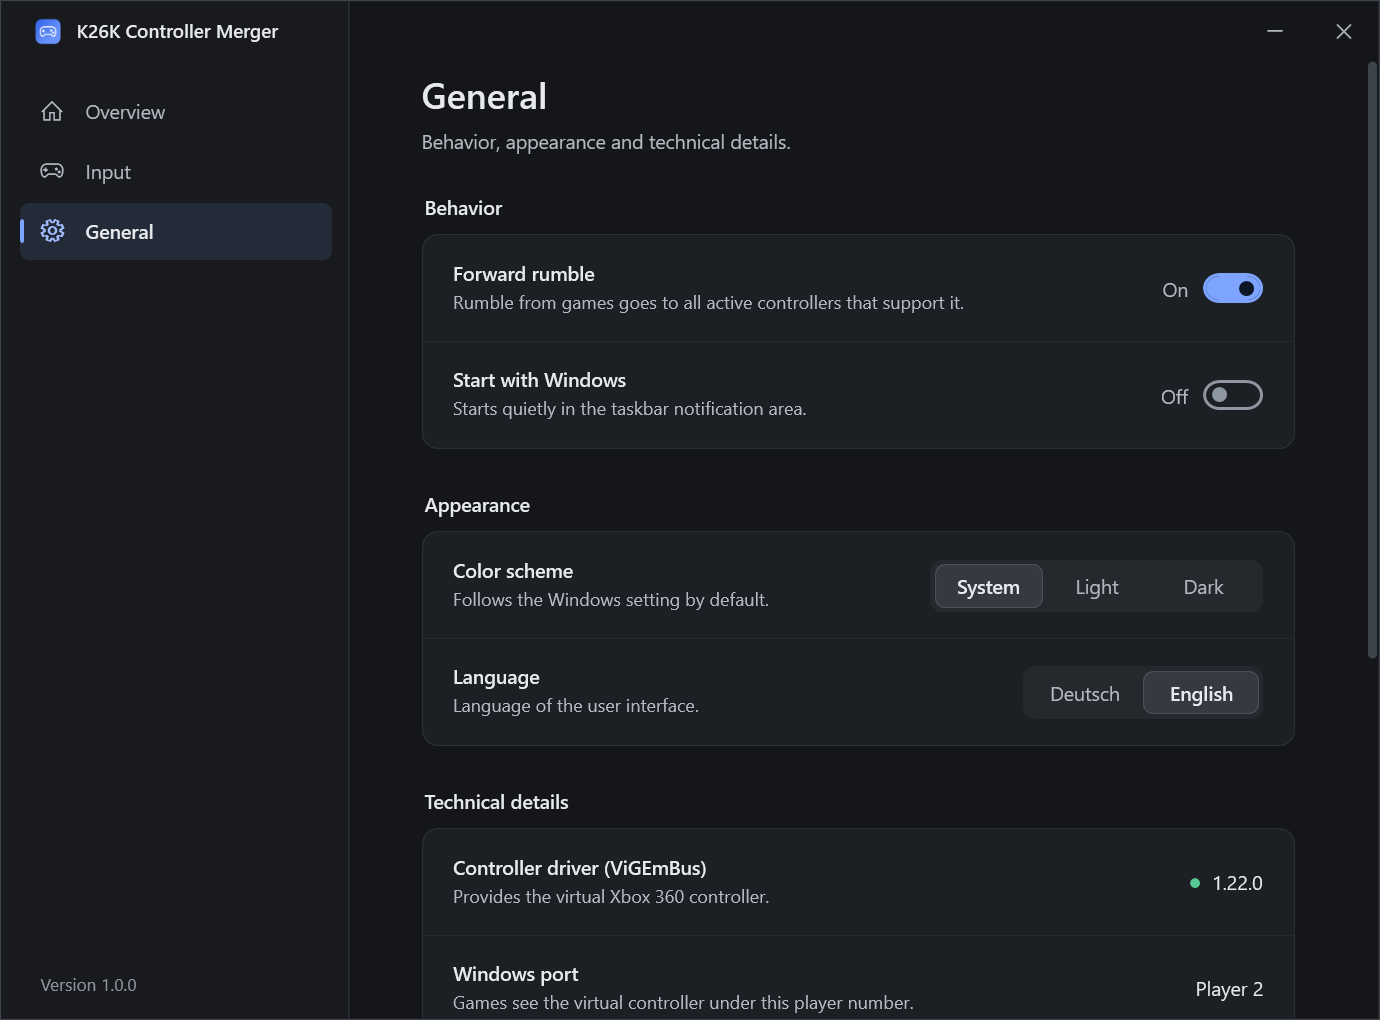 K26K Controller Merger
Overview
Input
General
Version 1.0.0
General
Behavior, appearance and technical details.
Behavior
Forward rumble
Rumble from games goes to all active controllers that support it.
On
Start with Windows
Starts quietly in the taskbar notification area.
Off
Appearance
Color scheme
Follows the Windows setting by default.
System Light Dark
Language
Language of the user interface.
Deutsch English
Technical details
Controller driver (ViGEmBus)
Provides the virtual Xbox 360 controller.
1.22.0
Windows port
Games see the virtual controller under this player number.
Player 2